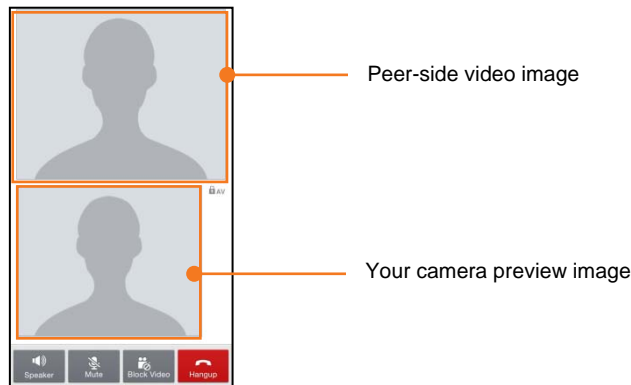 Peer-side video image
AV
Your camera preview image
Speaker Mute Block Video Hangup